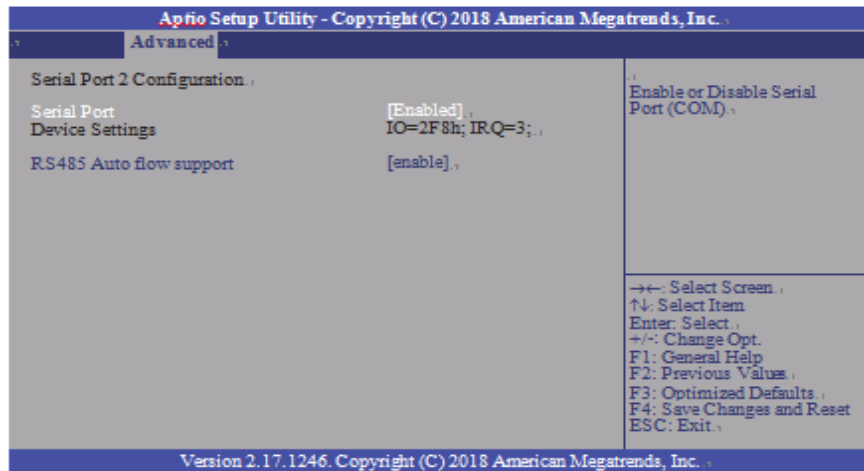 Aptio Setup Utility - Copyright (C) 2018 American Megatrends, Inc.
Advanced
Serial Port 2 Configuration
Serial Port [Enabled]
Device Settings IO=2F8h; IRQ=3;
RS485 Auto flow support [enable]
Enable or Disable Serial
Port (COM)
→←: Select Screen
↑↓: Select Item
Enter: Select
+/-: Change Opt.
F1: General Help
F2: Previous Values
F3: Optimized Defaults
F4: Save Changes and Reset
ESC: Exit
Version 2.17.1246. Copyright (C) 2018 American Megatrends, Inc.